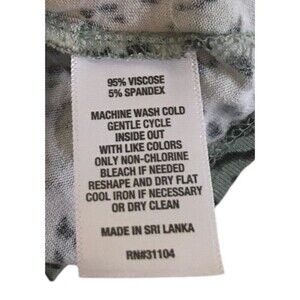 95% VISCOSE
5% SPANDEX
MACHINE WASH COLD
GENTLE CYCLE
INSIDE OUT
WITH LIKE COLORS
ONLY NON-CHLORINE
BLEACH IF NEEDED
RESHAPE AND DRY FLAT
COOL IRON IF NECESSARY
OR DRY CLEAN
MADE IN SRI LANKA
RN#31104